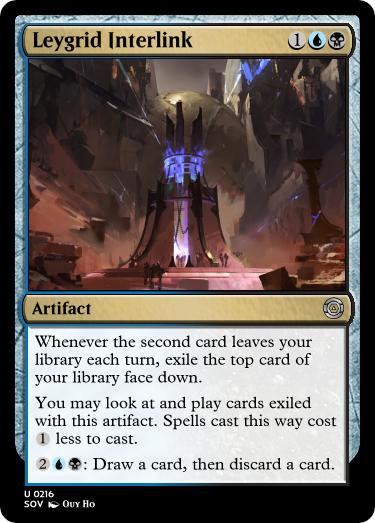 Leygrid Interlink 1
Artifact
Whenever the second card leaves your
library each turn, exile the top card of
your library face down.
You may look at and play cards exiled
with this artifact. Spells cast this way cost
1 less to cast.
2: Draw a card, then discard a card.
U 0216
SOV Ouy Ho